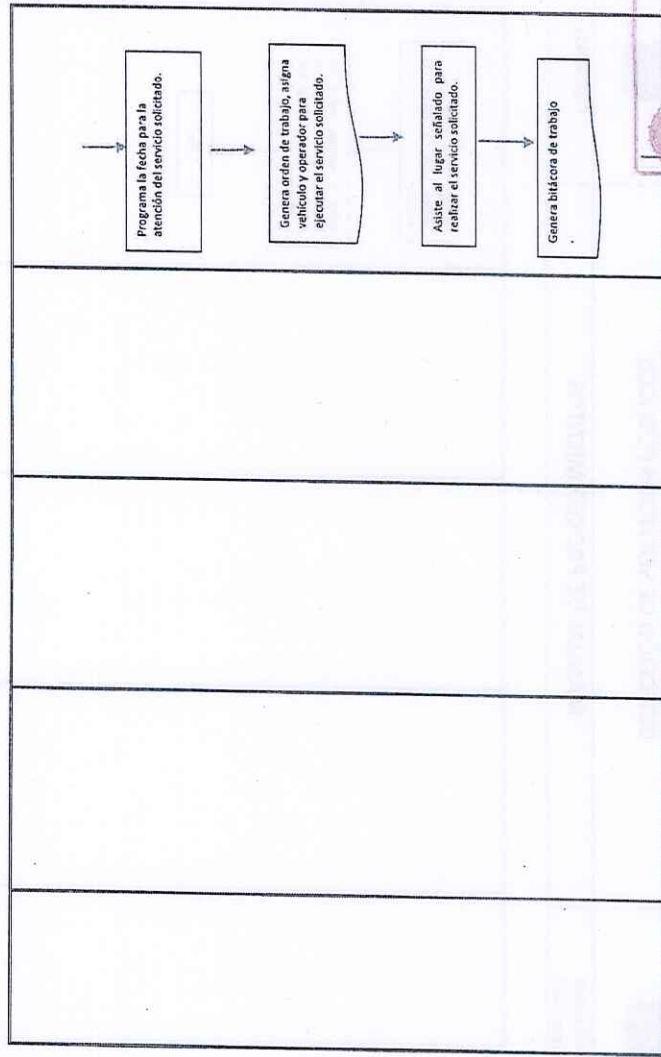 Programa la fecha para la
atención del servicio solicitado.
Genera orden de trabajo, asigna
vehículo y operador para
ejecutar el servicio solicitado.
Asiste al lugar señalado para
realizar el servicio solicitado.
Genera bitácora de trabajo